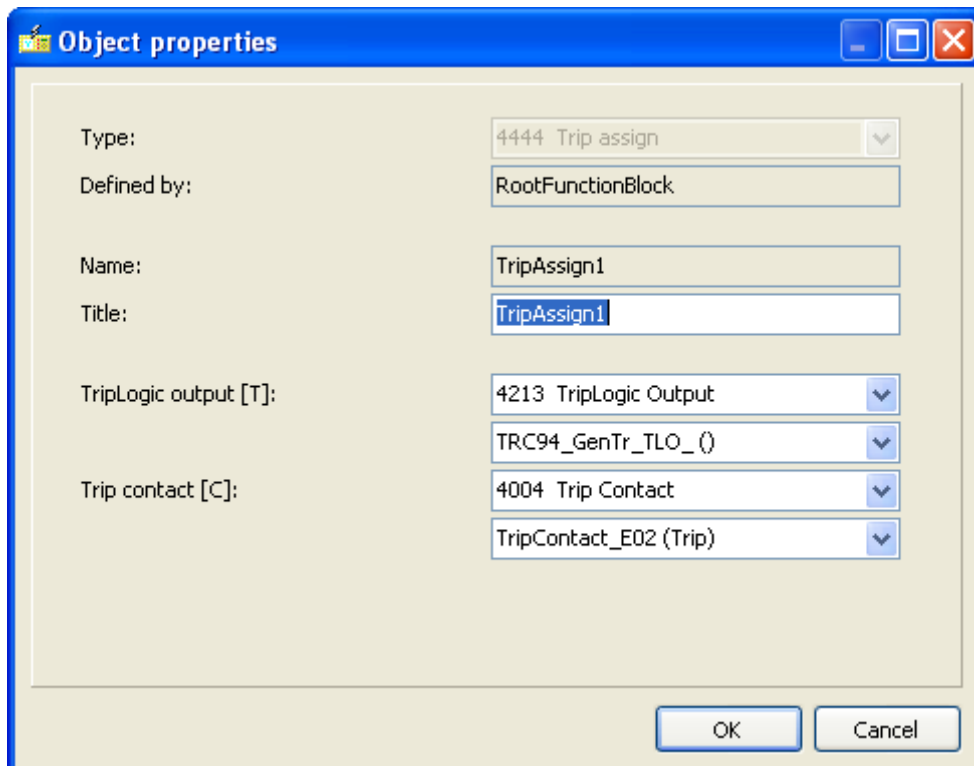 Object properties
Type: 4444 Trip assign
Defined by: RootFunctionBlock
Name: TripAssign1
Title: TripAssign1
TripLogic output [T]: 4213 TripLogic Output
TRC94_GenTr_TLO_ ()
Trip contact [C]: 4004 Trip Contact
TripContact_E02 (Trip)
OK Cancel